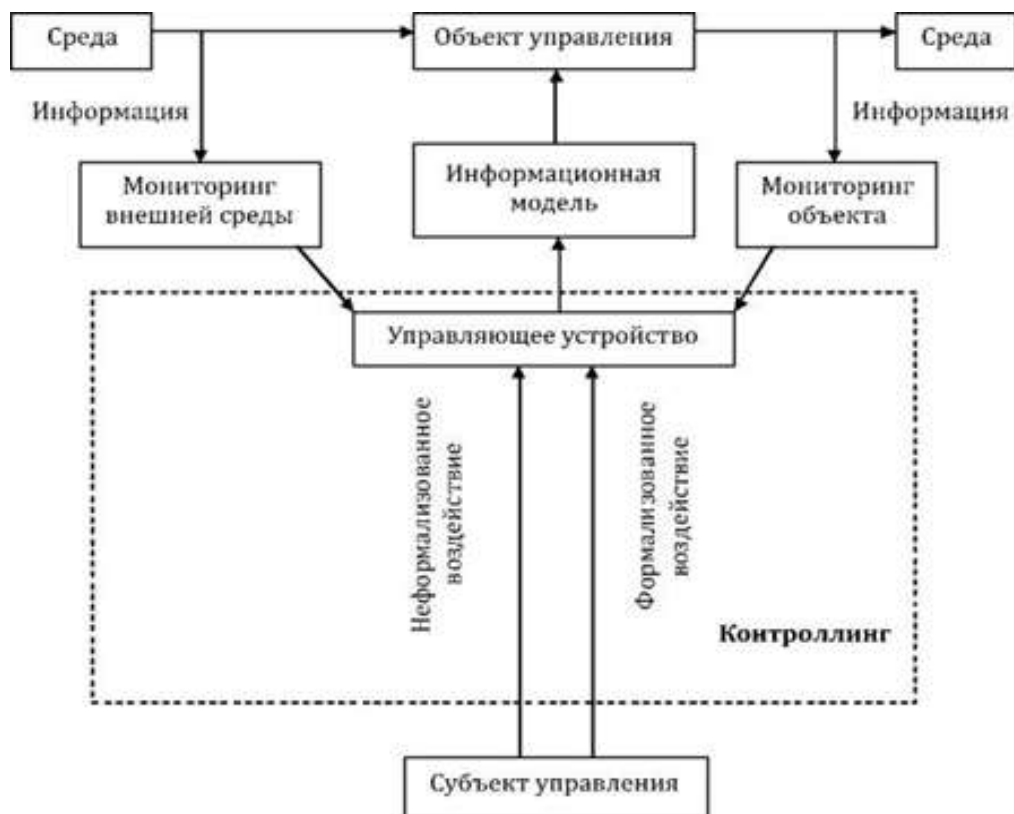 Среда
Объект управления
Среда
Информация
Информация
Мониторинг
внешней среды
Информационная
модель
Мониторинг
объекта
Управляющее устройство
Неформализованное
воздействие
Формализованное
воздействие
Контроллинг
Субъект управления